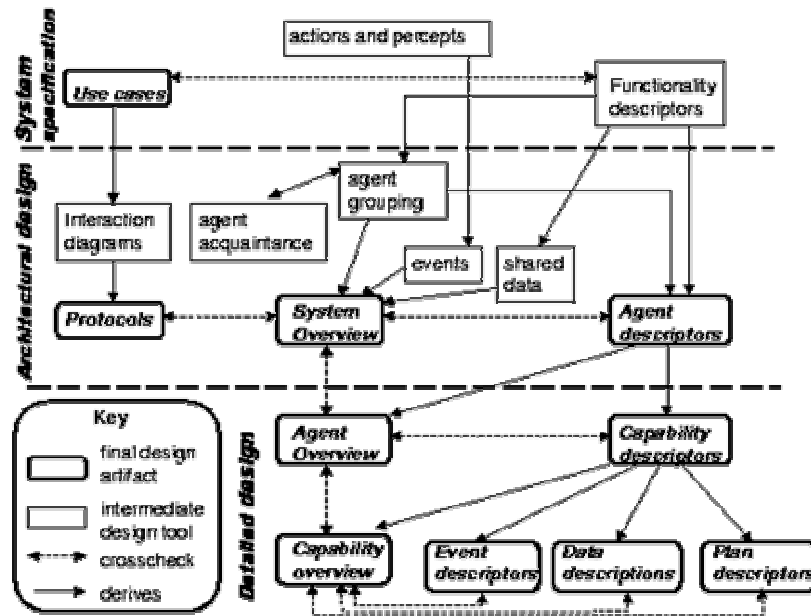 actions and percepts
System
specification
Use cases
Functionality
descriptors
Architectural design
agent
grouping
Interaction
diagrams
agent
acquaintance
events
shared
data
Protocols
System
Overview
Agent
descriptors
Key
final design
artifact
intermediate
design tool
crosscheck
derives
Detailed design
Agent
Overview
Capability
descriptors
Capability
overview
Event
descriptors
Data
descriptions
Plan
descriptors